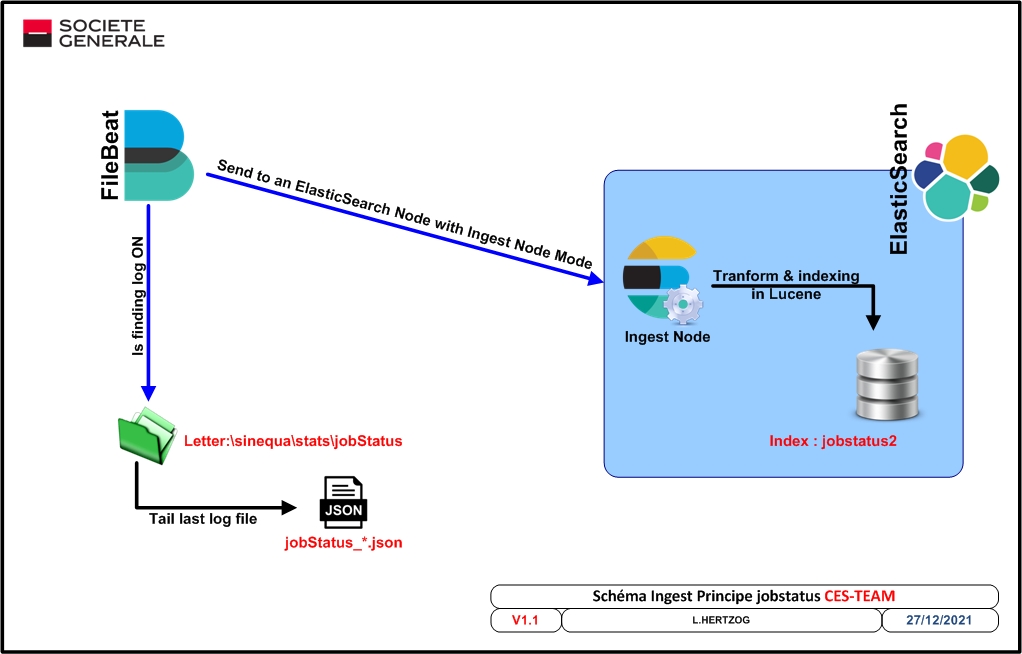 SOCIETE
GENERALE
FileBeat
Send to an ElasticSearch Node with Ingest Node Mode
ElasticSearch
Is finding log ON
Tranform & indexing
in Lucene
Ingest Node
Letter:\sinequa\stats\jobStatus
Index : jobstatus2
Tail last log file
JSON
jobStatus_*.json
Schéma Ingest Principe jobstatus CES-TEAM
V1.1
L.HERTZOG
27/12/2021